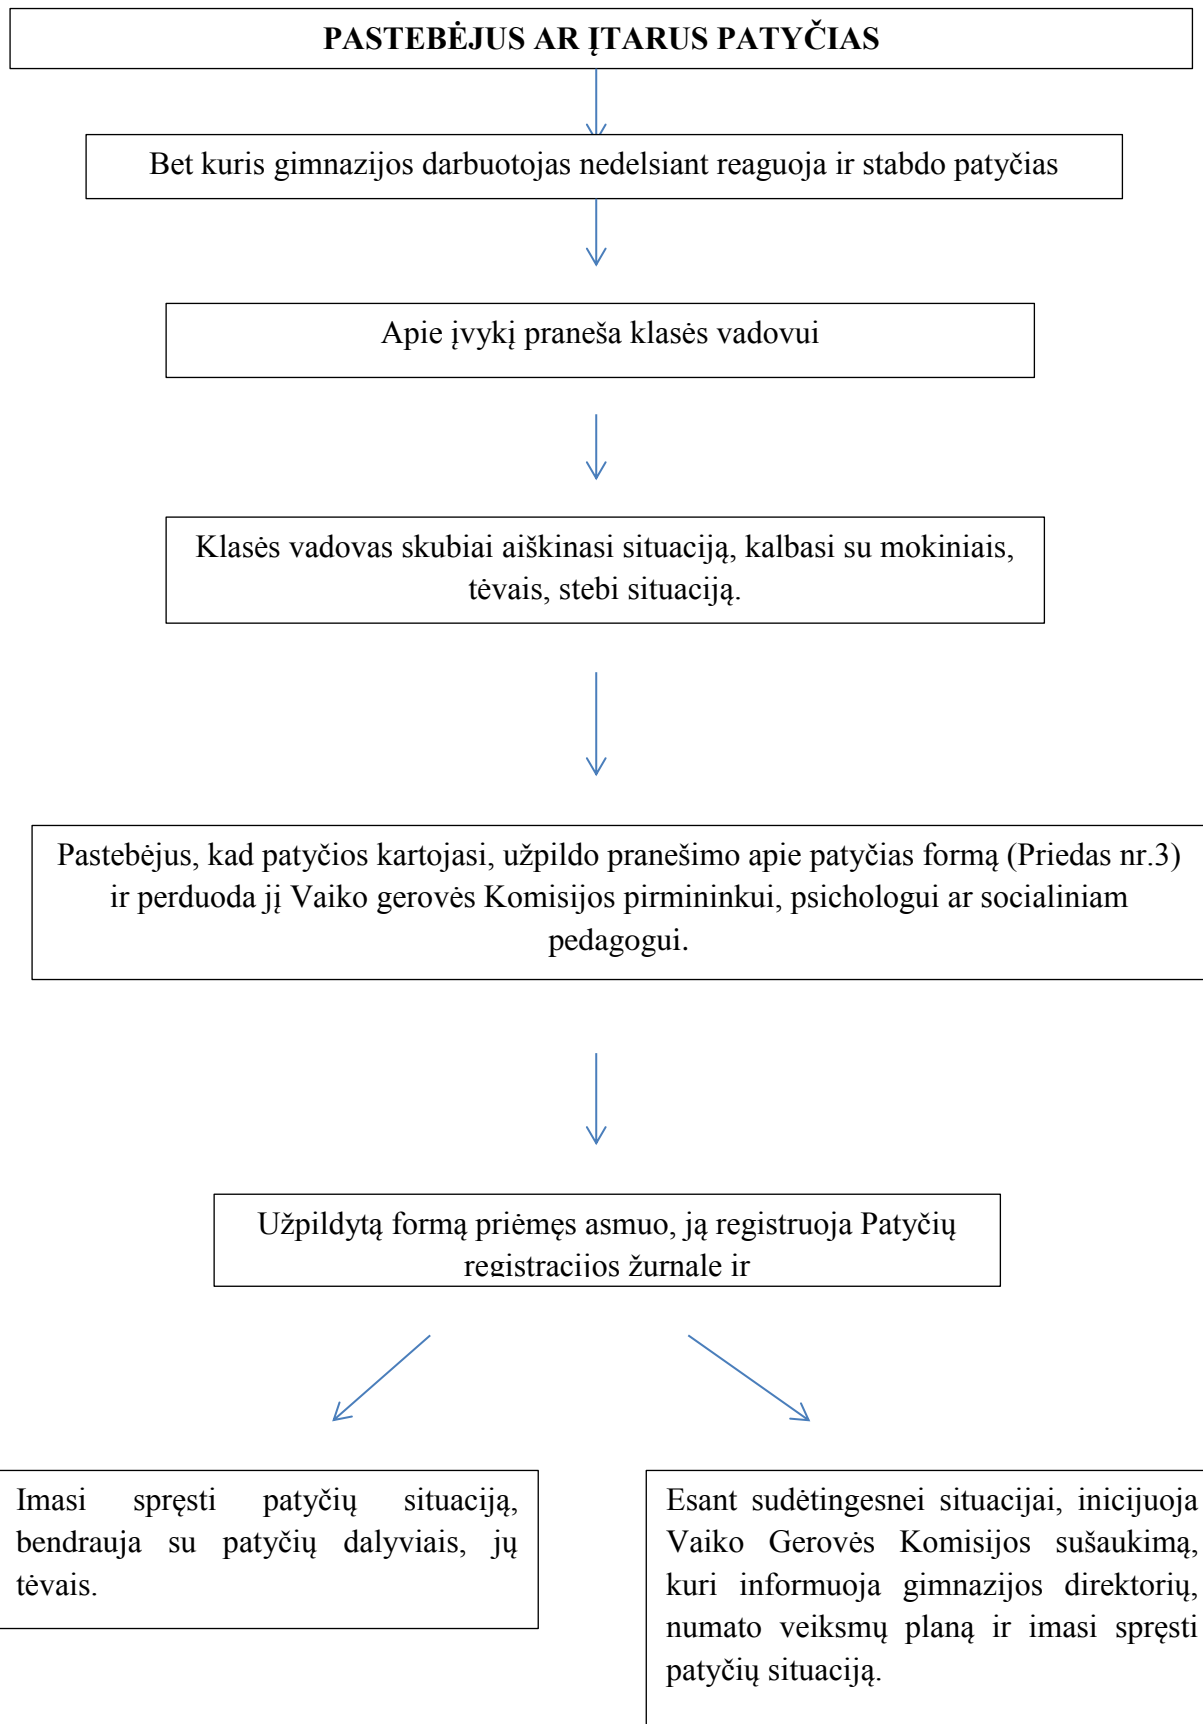 PASTEBĖJUS AR ĮTARUS PATYČIAS
Bet kuris gimnazijos darbuotojas nedelsiant reaguoja ir stabdo patyčias
Apie įvykį praneša klasės vadovui
Klasės vadovas skubiai aiškinasi situaciją, kalbasi su mokiniais,
tėvais, stebi situaciją.
Pastebėjus, kad patyčios kartojasi, užpildo pranešimo apie patyčias formą (Priedas nr.3)
ir perduoda jį Vaiko gerovės Komisijos pirmininkui, psichologui ar socialiniam
pedagogui.
Užpildytą formą priėmęs asmuo, ją registruoja Patyčių
registracijos žurnale ir
Imasi spręsti patyčių situaciją,
bendrauja su patyčių dalyviais, jų
tėvais.
Esant sudėtingesnei situacijai, inicijuoja
Vaiko Gerovės Komisijos sušaukimą,
kuri informuoja gimnazijos direktorių,
numato veiksmų planą ir imasi spręsti
patyčių situaciją.